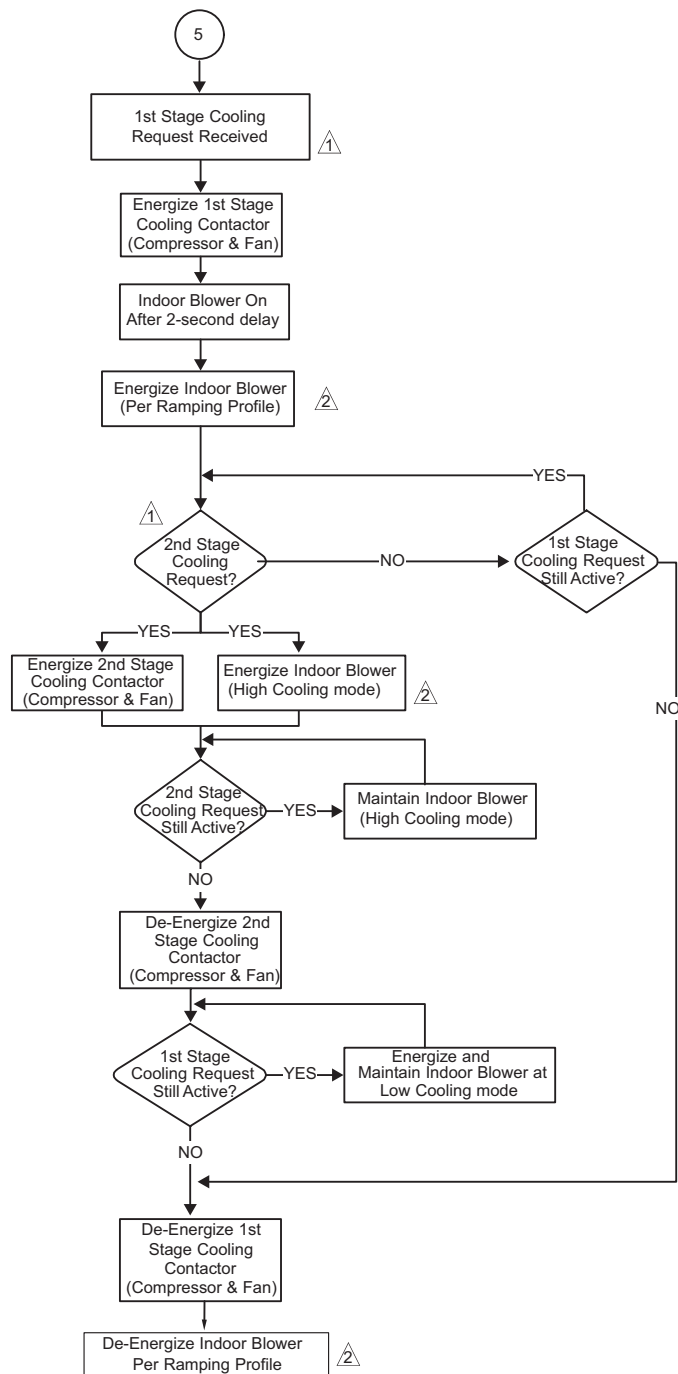 5
1st Stage Cooling
Request Received
1
Energize 1st Stage
Cooling Contactor
(Compressor & Fan)
Indoor Blower On
After 2-second delay
Energize Indoor Blower
(Per Ramping Profile)
2
YES
1
2nd Stage
Cooling
Request?
NO
1st Stage
Cooling Request
Still Active?
YES
YES
Energize 2nd Stage
Cooling Contactor
(Compressor & Fan)
Energize Indoor Blower
(High Cooling mode)
2
NO
2nd Stage
Cooling Request
Still Active?
YES
Maintain Indoor Blower
(High Cooling mode)
NO
De-Energize 2nd
Stage Cooling
Contactor
(Compressor & Fan)
1st Stage
Cooling Request
Still Active?
YES
Energize and
Maintain Indoor Blower at
Low Cooling mode
NO
De-Energize 1st
Stage Cooling
Contactor
(Compressor & Fan)
De-Energize Indoor Blower
Per Ramping Profile
2